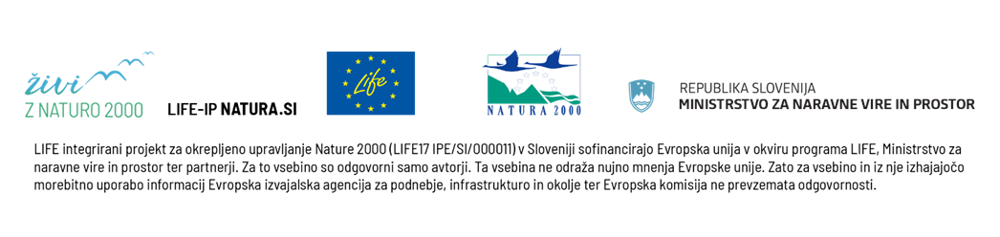 živi
Z NATURO 2000
LIFE-IP NATURA.SI
Life
NATURA 2000
REPUBLIKA SLOVENIJA
MINISTRSTVO ZA NARAVNE VIRE IN PROSTOR
LIFE integrirani projekt za okrepljeno upravljanje Nature 2000 (LIFE17 IPE/SI/000011) v Sloveniji sofinancirajo Evropska unija v okviru programa LIFE, Ministrstvo za
naravne vire in prostor ter partnerji. Za to vsebino so odgovorni samo avtorji. Ta vsebina ne odraža nujno mnenja Evropske unije. Zato za vsebino in iz nje izhajajočo
morebitno uporabo informacij Evropska izvajalska agencija za podnebje, infrastrukturo in okolje ter Evropska komisija ne prevzemata odgovornosti.